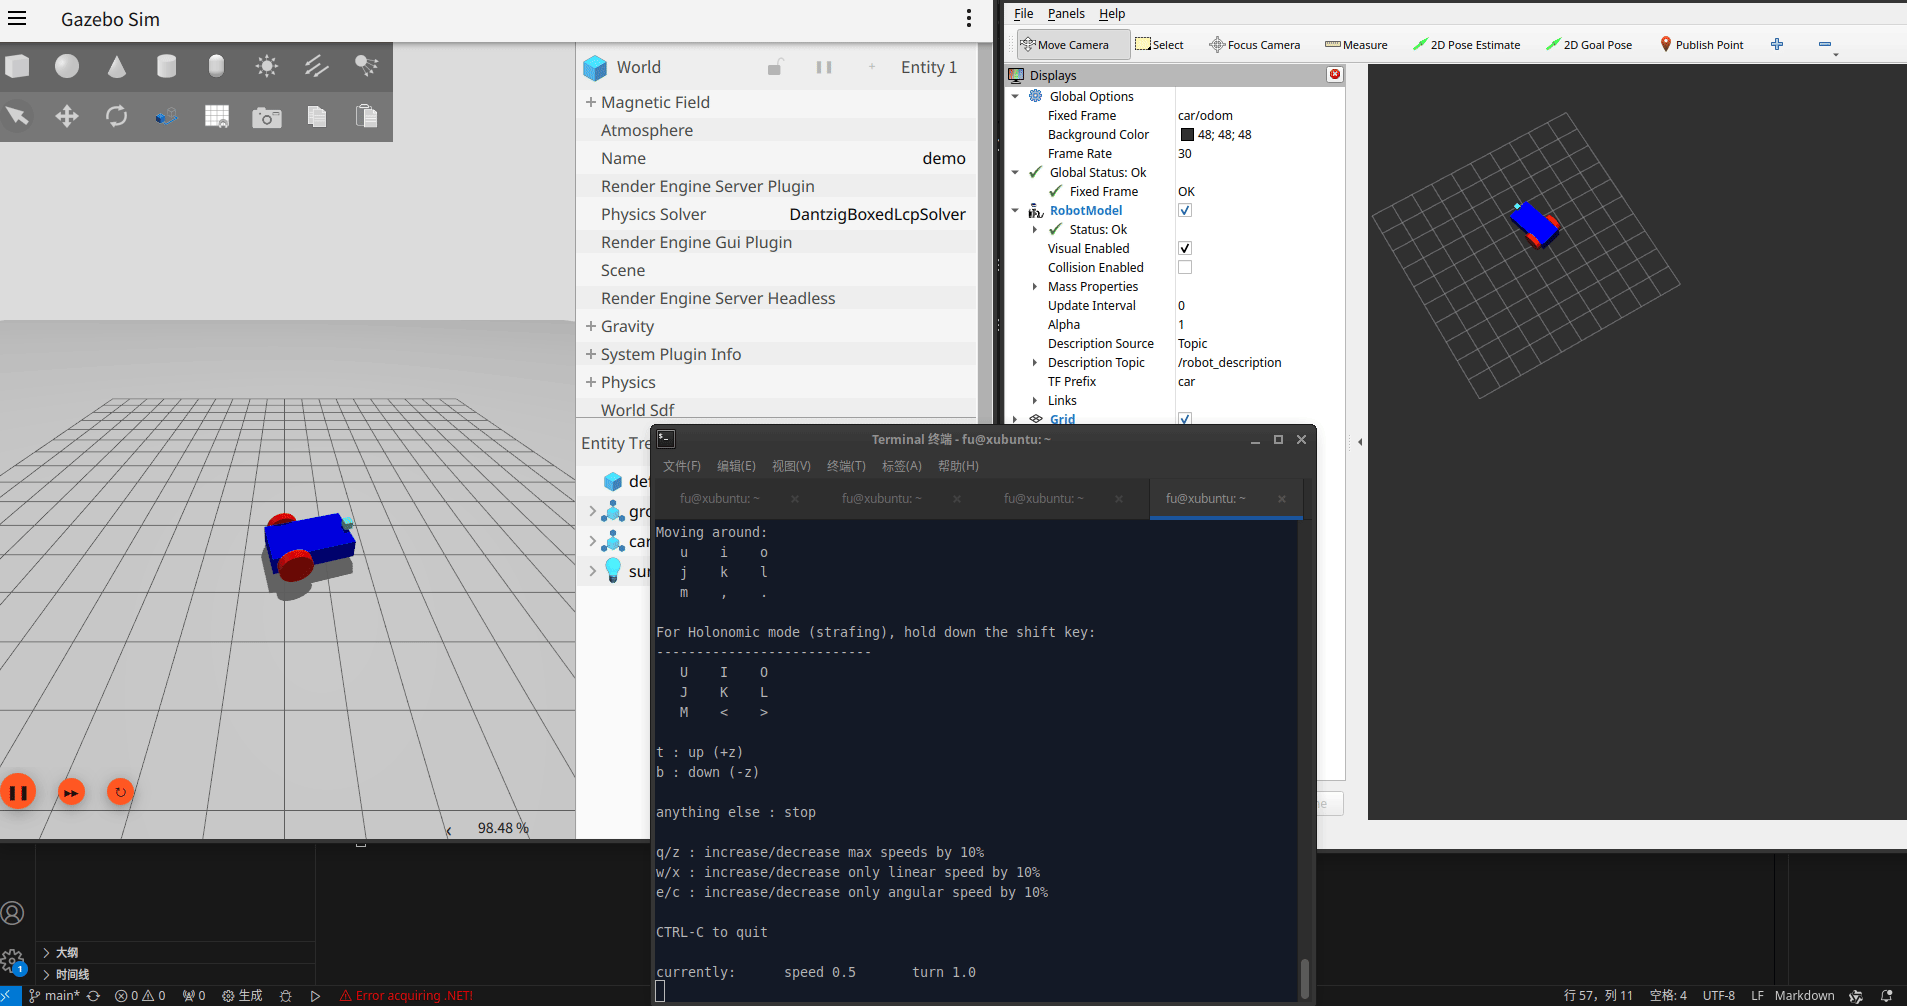 Gazebo Sim
World
Entity 1
Magnetic Field
Atmosphere
Name demo
Render Engine Server Plugin
Physics Solver DantzigBoxedLcpSolver
Render Engine Gui Plugin
Scene
Render Engine Server Headless
+ Gravity
+ System Plugin Info
+ Physics
World Sdf
Entity Tre
def
gro
car
sun
98.48 %
File Panels Help
Move Camera Select Focus Camera Measure 2D Pose Estimate 2D Goal Pose Publish Point
Displays
Global Options
Fixed Frame car/odom
Background Color 48; 48; 48
Frame Rate 30
Global Status: Ok
Fixed Frame OK
RobotModel
Status: Ok
Visual Enabled
Collision Enabled
Mass Properties
Update Interval 0
Alpha 1
Description Source Topic
Description Topic /robot_description
TF Prefix car
Links
Grid
Terminal 终端 - fu@xubuntu: ~
文件(F) 编辑(E) 视图(V) 终端(T) 标签(A) 帮助(H)
fu@xubuntu: ~ fu@xubuntu: ~ fu@xubuntu: ~ fu@xubuntu: ~
Moving around:
u i o
j k l
m , .
For Holonomic mode (strafing), hold down the shift key:
---------------------------
U I O
J K L
M < >
t : up (+z)
b : down (-z)
anything else : stop
q/z : increase/decrease max speeds by 10%
w/x : increase/decrease only linear speed by 10%
e/c : increase/decrease only angular speed by 10%
CTRL-C to quit
currently: speed 0.5 turn 1.0
大纲
时间线
1
main* 0 0 0 生成 Error acquiring .NET!
行 57，列 11 空格: 4 UTF-8 LF Markdown